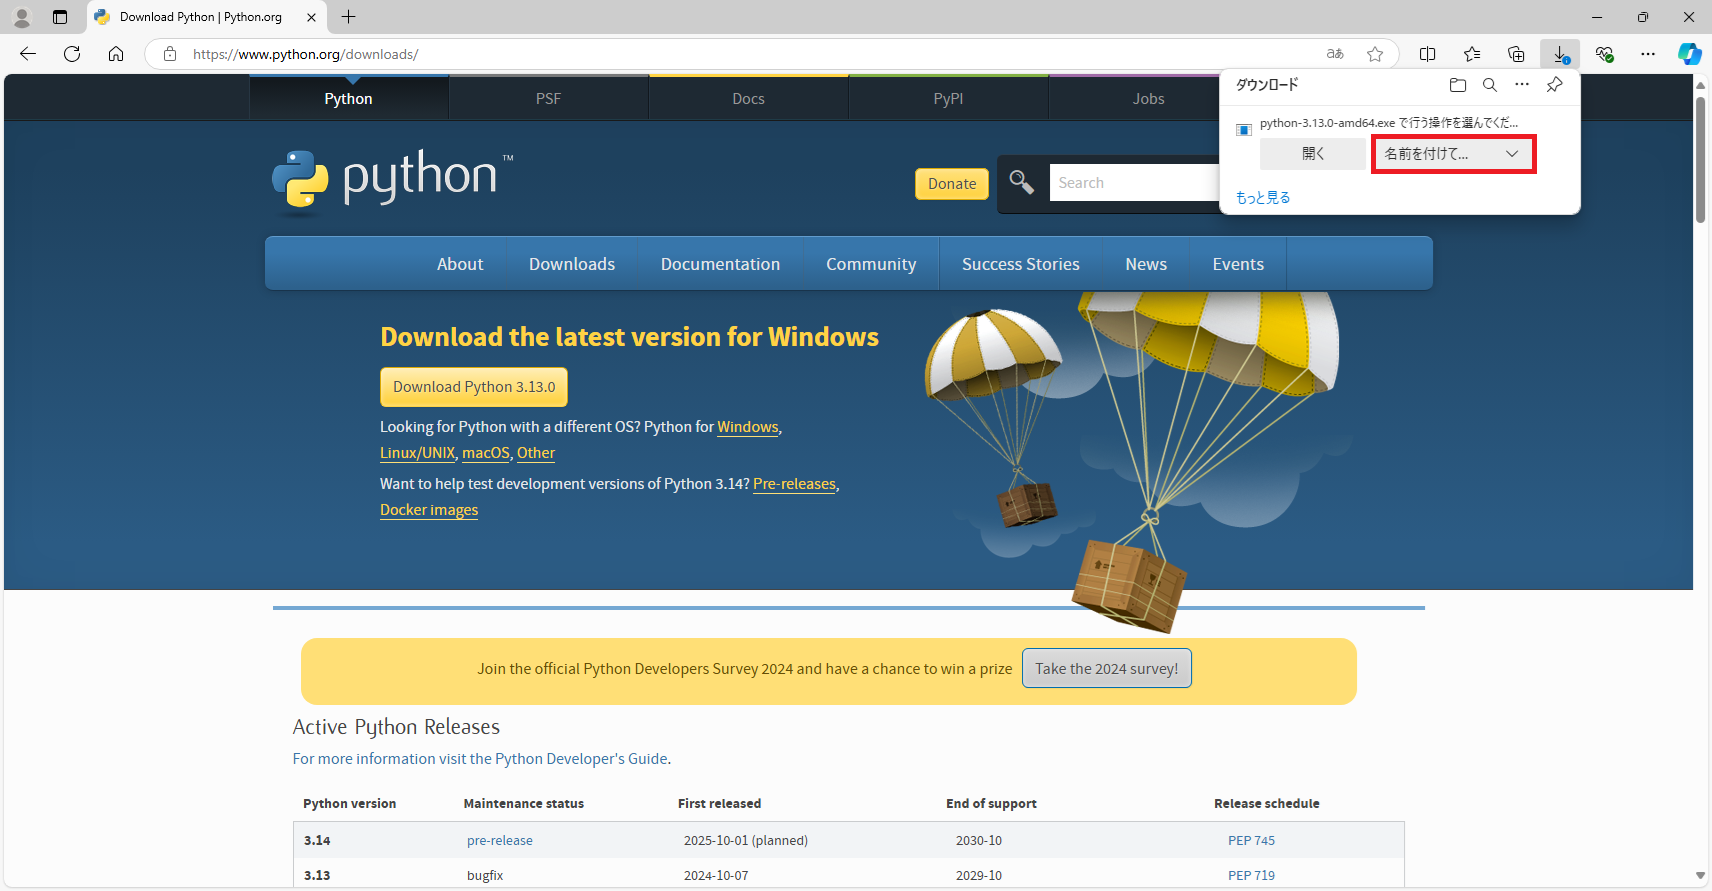 Download Python | Python.org
https://www.python.org/downloads/
aあ
Python
PSF
Docs
PyPI
Jobs
ダウンロード
python-3.13.0-amd64.exe で行う操作を選んでくだ...
開く
名前を付けて...
もっと見る
python™
Donate
Search
About
Downloads
Documentation
Community
Success Stories
News
Events
Download the latest version for Windows
Download Python 3.13.0
Looking for Python with a different OS? Python for Windows,
Linux/UNIX, macOS, Other
Want to help test development versions of Python 3.14? Pre-releases,
Docker images
Join the official Python Developers Survey 2024 and have a chance to win a prize
Take the 2024 survey!
Active Python Releases
For more information visit the Python Developer's Guide.
Python version Maintenance status First released End of support Release schedule
3.14 pre-release 2025-10-01 (planned) 2030-10 PEP 745
3.13 bugfix 2024-10-07 2029-10 PEP 719